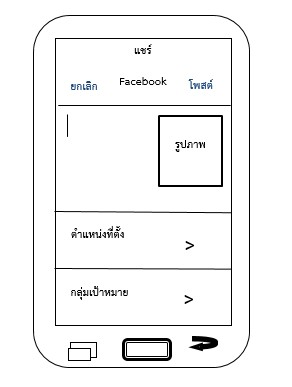 แชร์
ยกเลิก Facebook โพสต์
รูปภาพ
ตำแหน่งที่ตั้ง >
กลุ่มเป้าหมาย >